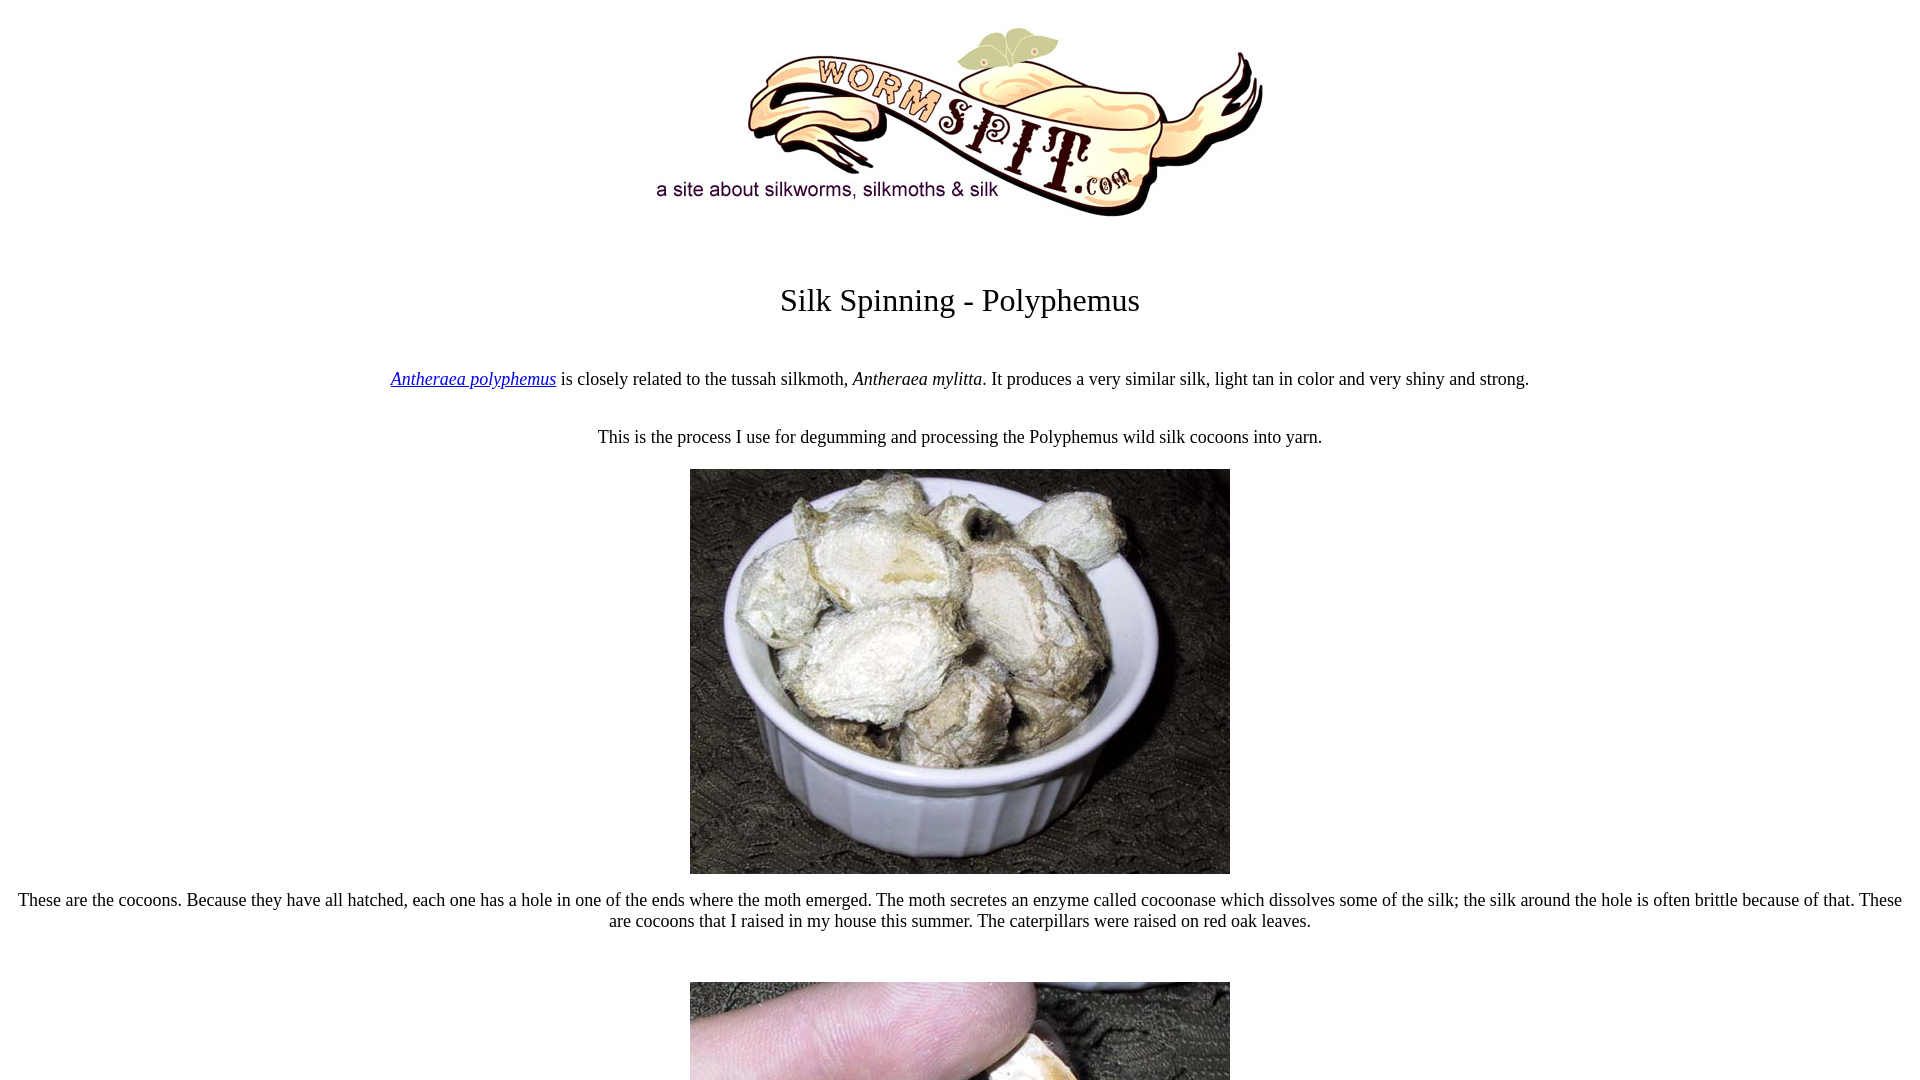 WORMSPIT.com
a site about silkworms, silkmoths & silk
Silk Spinning - Polyphemus
Antheraea polyphemus is closely related to the tussah silkmoth, Antheraea mylitta. It produces a very similar silk, light tan in color and very shiny and strong.
This is the process I use for degumming and processing the Polyphemus wild silk cocoons into yarn.
These are the cocoons. Because they have all hatched, each one has a hole in one of the ends where the moth emerged. The moth secretes an enzyme called cocoonase which dissolves some of the silk; the silk around the hole is often brittle because of that. These
are cocoons that I raised in my house this summer. The caterpillars were raised on red oak leaves.